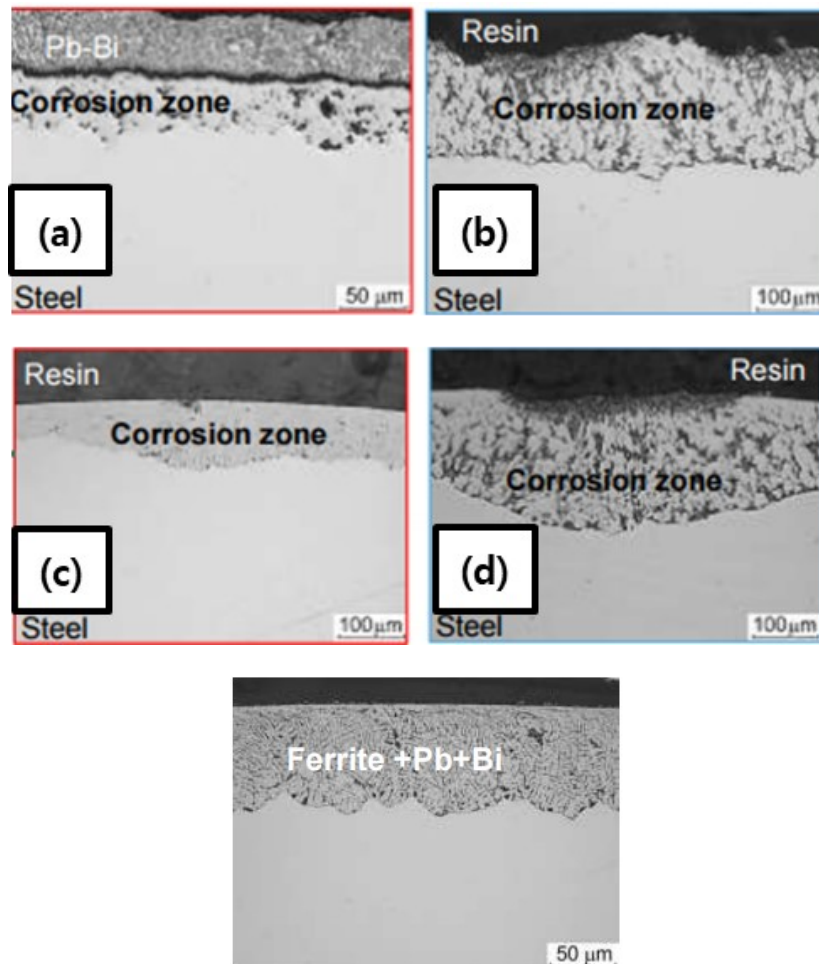 Pb-Bi
Corrosion zone
(a)
Steel
50 μm
Resin
Corrosion zone
(b)
Steel
100μm
Resin
Corrosion zone
(c)
Steel
100μm
Resin
Corrosion zone
(d)
Steel
100μm
Ferrite +Pb+Bi
50 μm